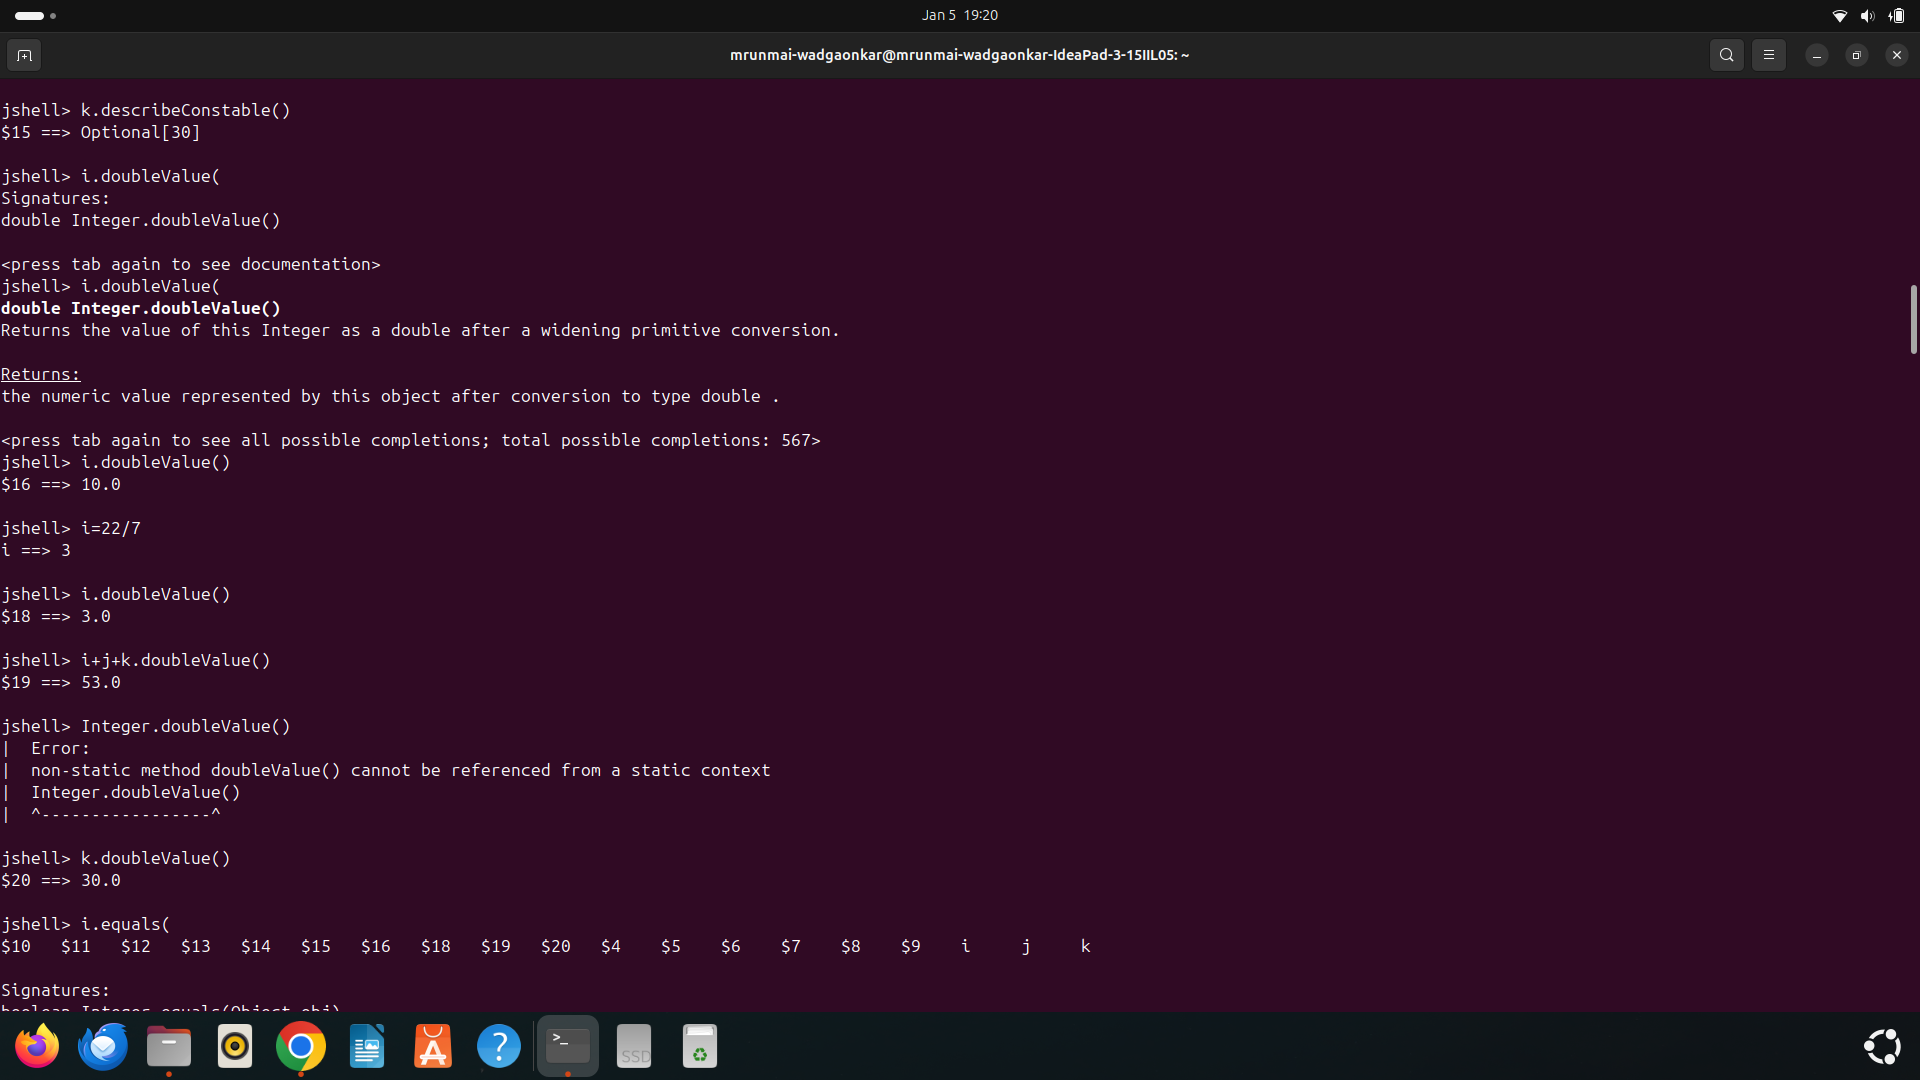 Jan 5  19:20
mrunmai-wadgaonkar@mrunmai-wadgaonkar-IdeaPad-3-15IIL05: ~
jshell> k.describeConstable()
$15 ==> Optional[30]
jshell> i.doubleValue(
Signatures:
double Integer.doubleValue()
<press tab again to see documentation>
jshell> i.doubleValue(
double Integer.doubleValue()
Returns the value of this Integer as a double after a widening primitive conversion.
Returns:
the numeric value represented by this object after conversion to type double .
<press tab again to see all possible completions; total possible completions: 567>
jshell> i.doubleValue()
$16 ==> 10.0
jshell> i=22/7
i ==> 3
jshell> i.doubleValue()
$18 ==> 3.0
jshell> i+j+k.doubleValue()
$19 ==> 53.0
jshell> Integer.doubleValue()
|  Error:
|  non-static method doubleValue() cannot be referenced from a static context
|  Integer.doubleValue()
|  ^-----------------^
jshell> k.doubleValue()
$20 ==> 30.0
jshell> i.equals(
$10   $11   $12   $13   $14   $15   $16   $18   $19   $20   $4    $5    $6    $7    $8    $9    i     j     k
Signatures:
boolean Integer.equals(Object obj)
>_
SSD